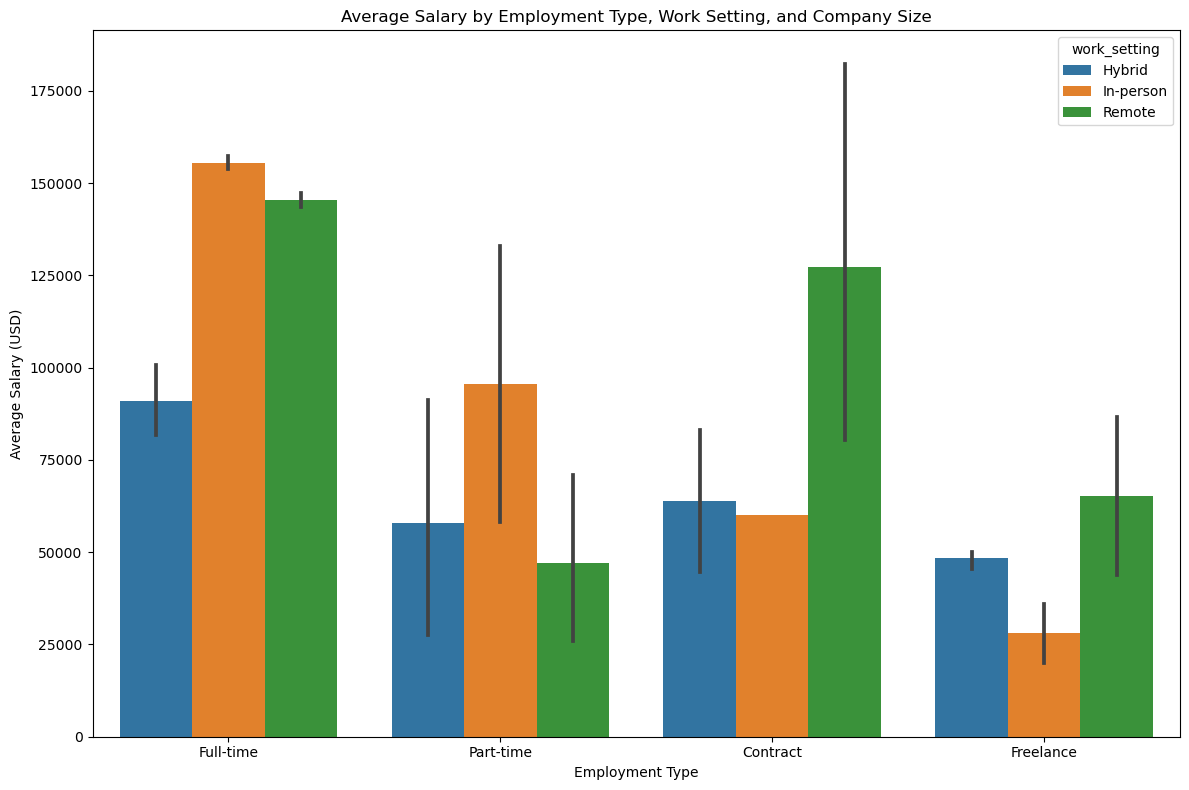 Average Salary by Employment Type, Work Setting, and Company Size
work_setting
Hybrid
In-person
Remote
Average Salary (USD)
175000
150000
125000
100000
75000
50000
25000
0
Full-time Part-time Contract Freelance
Employment Type